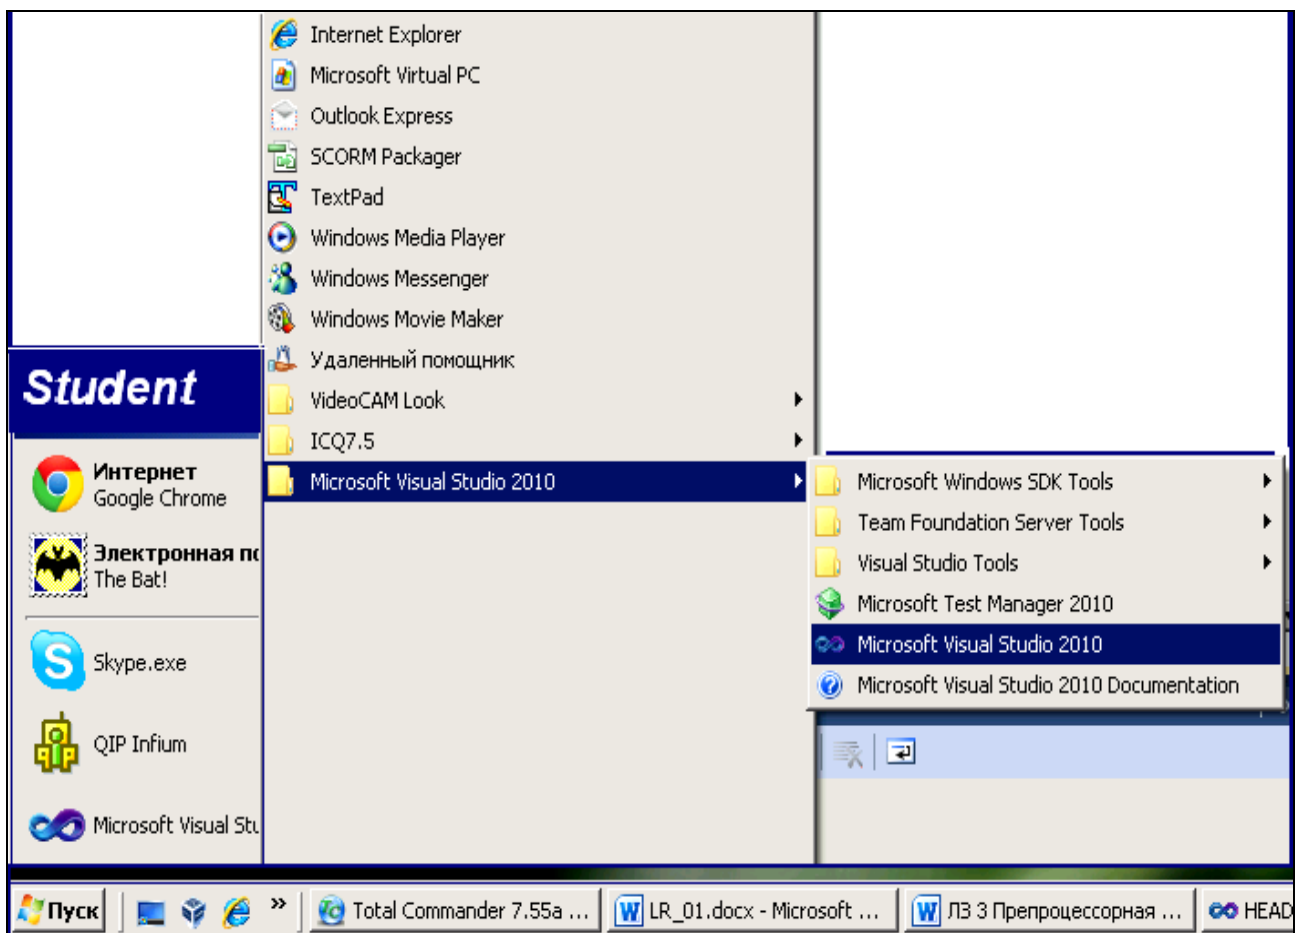 Internet Explorer
Microsoft Virtual PC
Outlook Express
SCORM Packager
TextPad
Windows Media Player
Windows Messenger
Windows Movie Maker
Удаленный помощник
VideoCAM Look
ICQ7.5
Microsoft Visual Studio 2010
Student
Интернет
Google Chrome
Электронная по
The Bat!
Skype.exe
QIP Infium
Microsoft Visual Stu
Microsoft Windows SDK Tools
Team Foundation Server Tools
Visual Studio Tools
Microsoft Test Manager 2010
Microsoft Visual Studio 2010
Microsoft Visual Studio 2010 Documentation
Пуск
»
Total Commander 7.55a ...
LR_01.docx - Microsoft ...
ЛЗ 3 Препроцессорная ...
HEAD